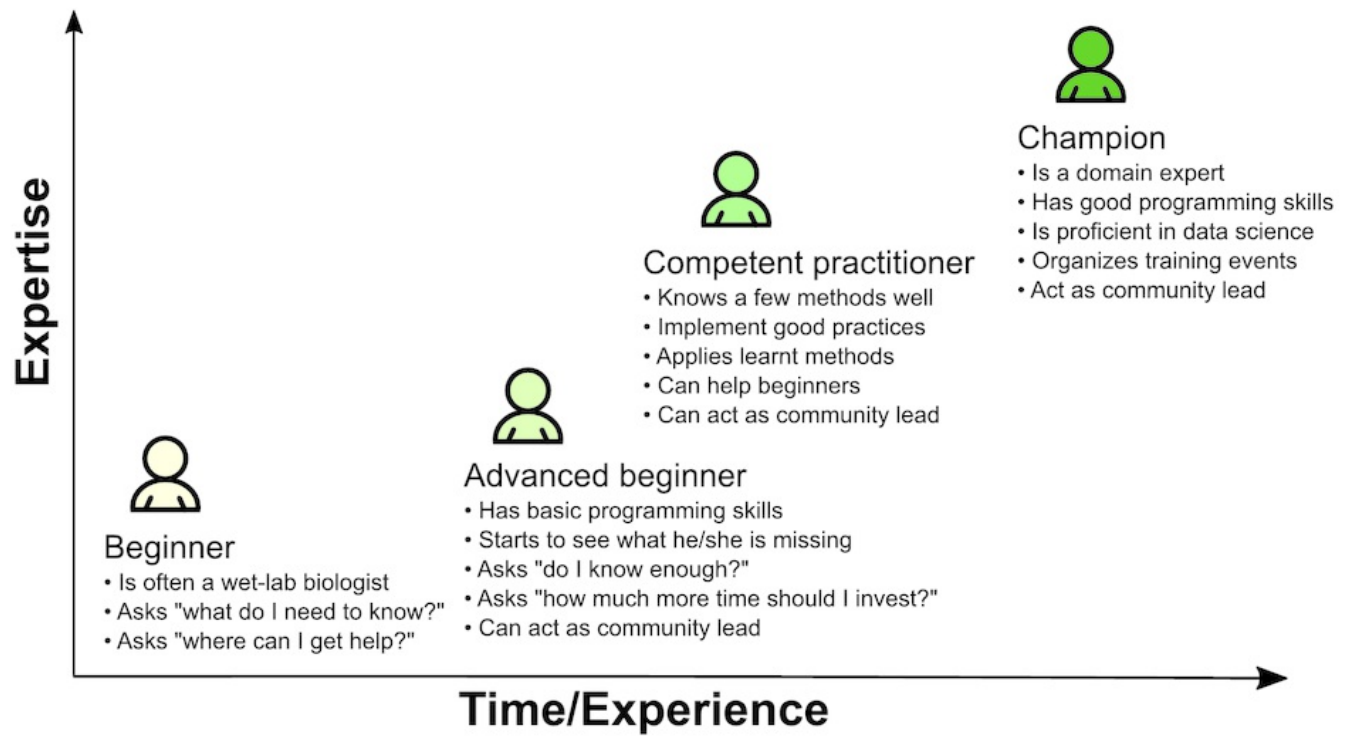 Expertise
Beginner
• Is often a wet-lab biologist
• Asks "what do I need to know?"
• Asks "where can I get help?"
Advanced beginner
• Has basic programming skills
• Starts to see what he/she is missing
• Asks "do I know enough?"
• Asks "how much more time should I invest?"
• Can act as community lead
Competent practitioner
• Knows a few methods well
• Implement good practices
• Applies learnt methods
• Can help beginners
• Can act as community lead
Champion
• Is a domain expert
• Has good programming skills
• Is proficient in data science
• Organizes training events
• Act as community lead
Time/Experience